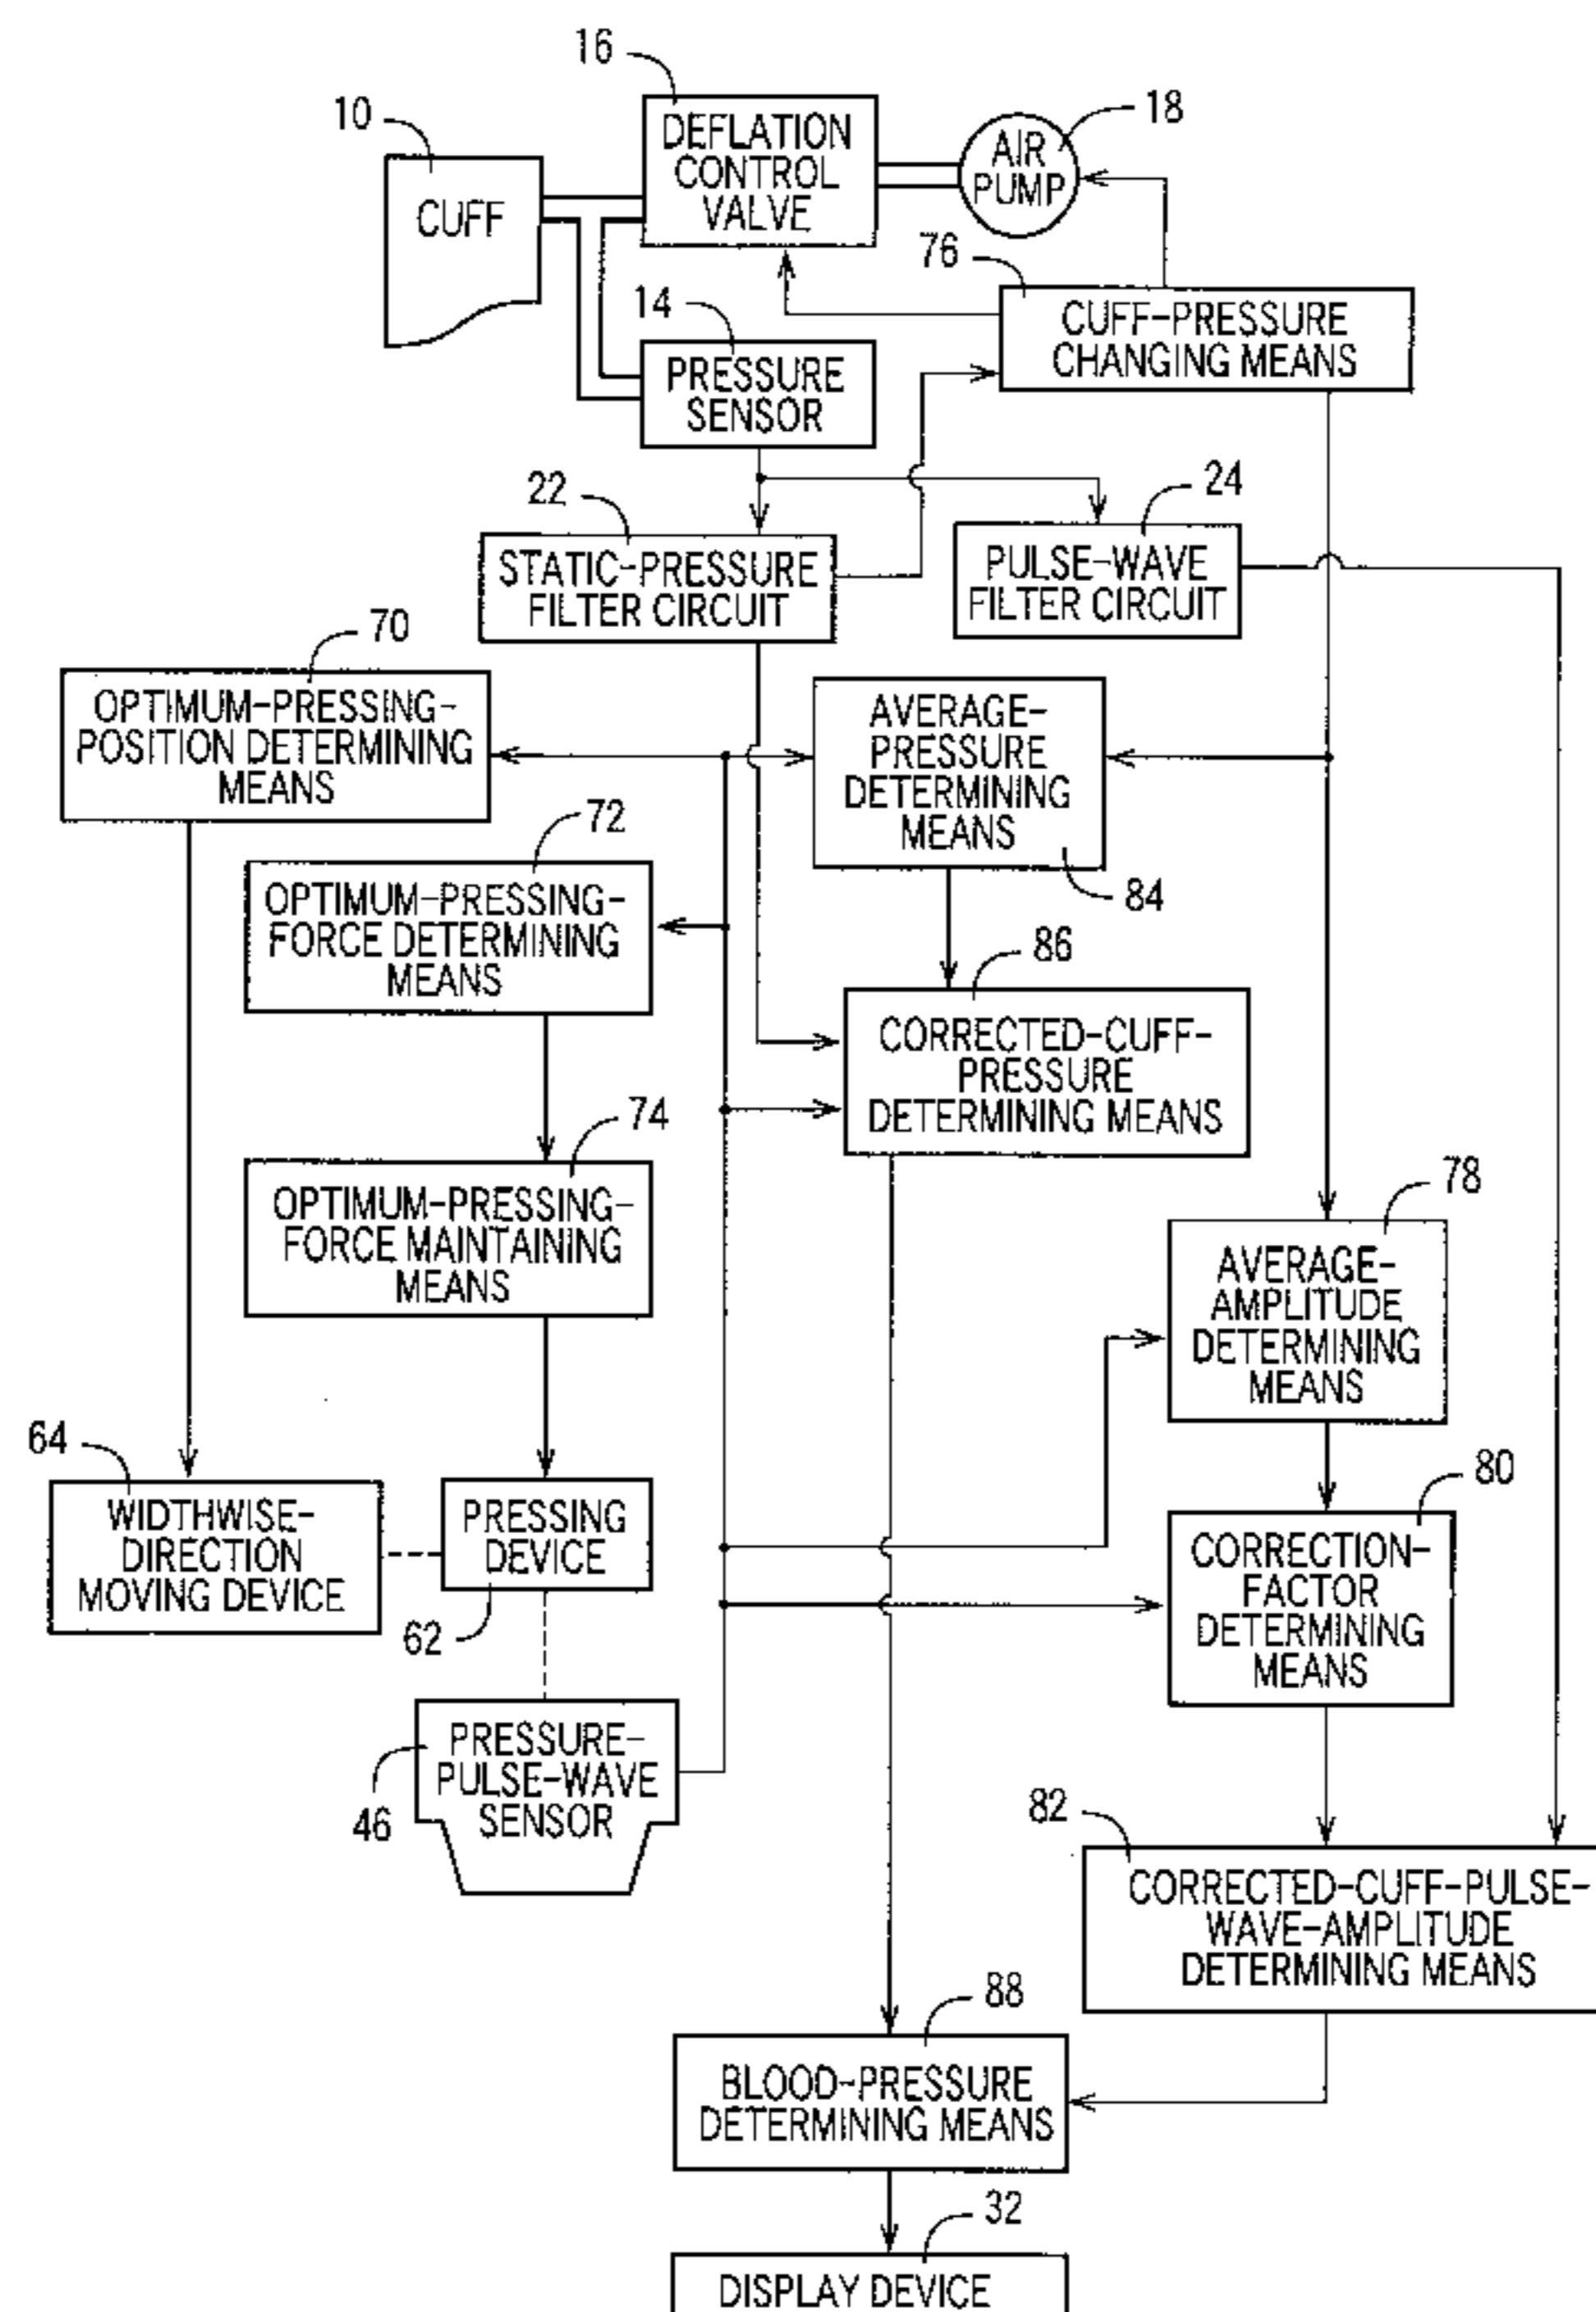 16
10
DEFLATION
CONTROL
VALVE
AIR
PUMP
18
CUFF
76
14
CUFF-PRESSURE
CHANGING MEANS
PRESSURE
SENSOR
22
24
STATIC-PRESSURE
FILTER CIRCUIT
PULSE-WAVE
FILTER CIRCUIT
70
OPTIMUM-PRESSING-
POSITION DETERMINING
MEANS
AVERAGE-
PRESSURE
DETERMINING
MEANS
84
72
OPTIMUM-PRESSING-
FORCE DETERMINING
MEANS
86
CORRECTED-CUFF-
PRESSURE
DETERMINING MEANS
74
OPTIMUM-PRESSING-
FORCE MAINTAINING
MEANS
78
AVERAGE-
AMPLITUDE
DETERMINING
MEANS
64
WIDTHWISE-
DIRECTION
MOVING DEVICE
PRESSING
DEVICE
62
80
CORRECTION-
FACTOR
DETERMINING
MEANS
PRESSURE-
PULSE-WAVE
SENSOR
46
82
CORRECTED-CUFF-PULSE-
WAVE-AMPLITUDE
DETERMINING MEANS
88
BLOOD-PRESSURE
DETERMINING MEANS
32
DISPLAY DEVICE